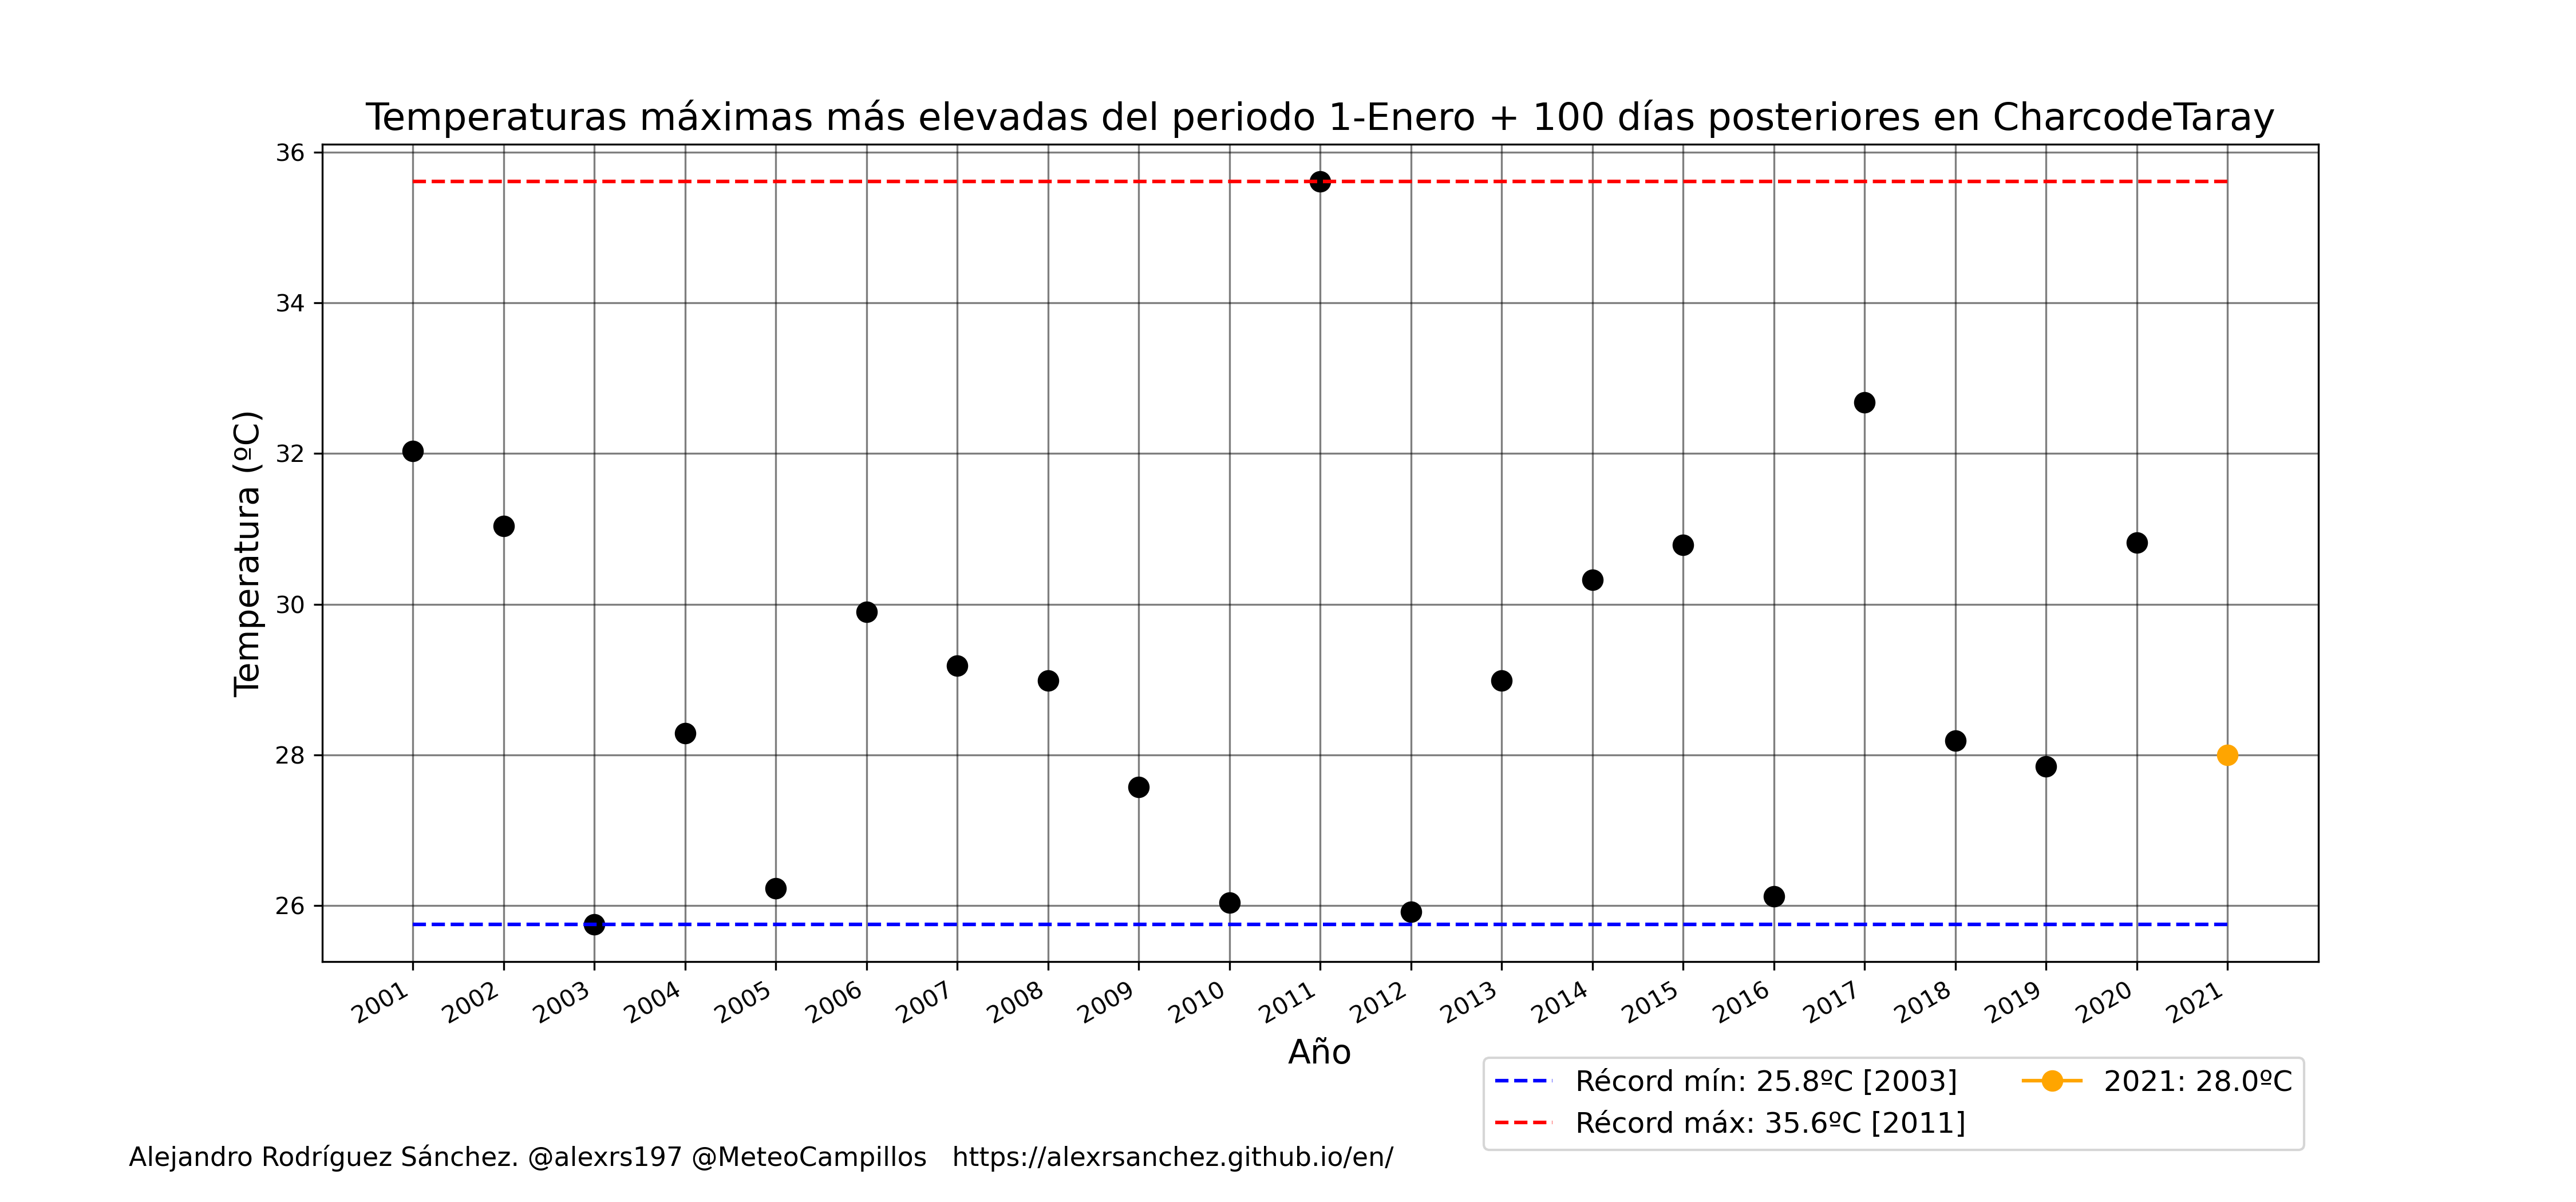 Temperaturas máximas más elevadas del periodo 1-Enero + 100 días posteriores en CharcodeTaray
Temperatura (ºC)
36
34
32
30
28
26
2001 2002 2003 2004 2005 2006 2007 2008 2009 2010 2011 2012 2013 2014 2015 2016 2017 2018 2019 2020 2021
Año
Récord mín: 25.8ºC [2003]
Récord máx: 35.6ºC [2011]
2021: 28.0ºC
Alejandro Rodríguez Sánchez. @alexrs197 @MeteoCampillos https://alexrsanchez.github.io/en/